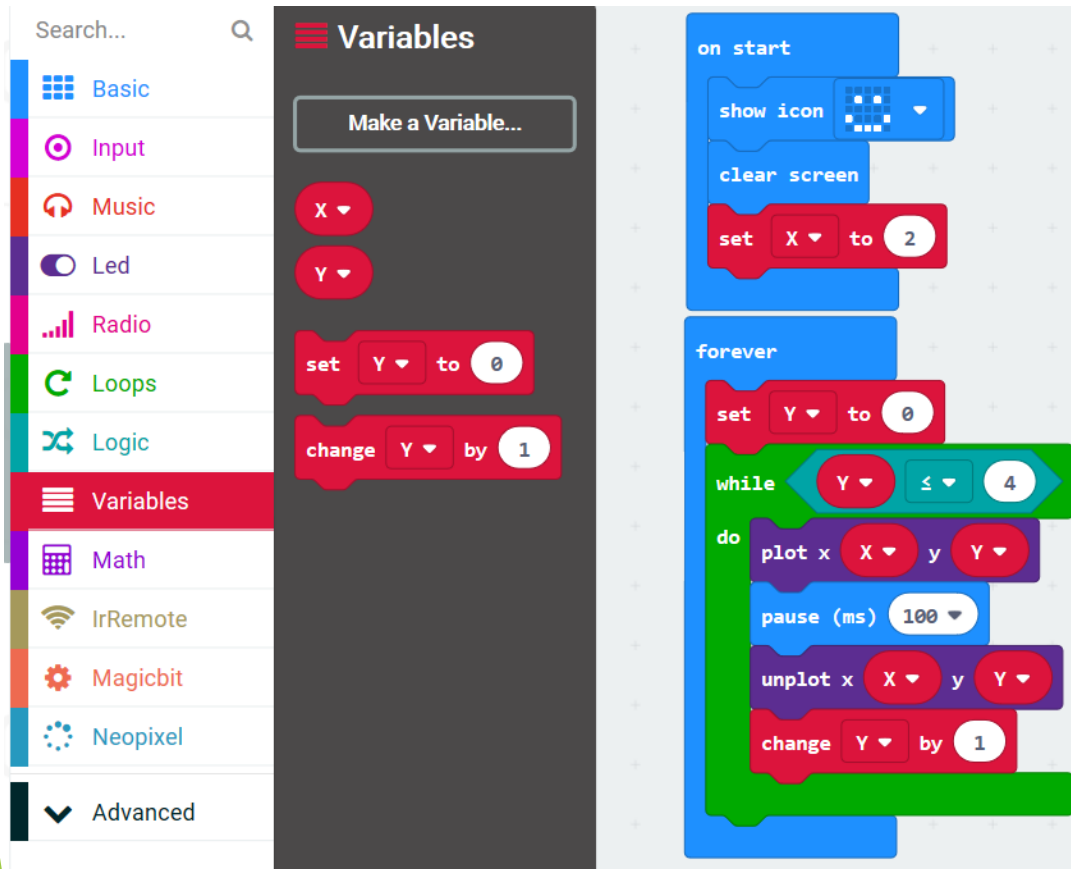 Search...
Basic
Input
Music
Led
Radio
Loops
Logic
Variables
Math
IrRemote
Magicbit
Neopixel
Advanced
Variables
Make a Variable...
X
Y
set Y to 0
change Y by 1
on start
show icon
clear screen
set X to 2
forever
set Y to 0
while Y ≤ 4
do
plot x X y Y
pause (ms) 100
unplot x X y Y
change Y by 1